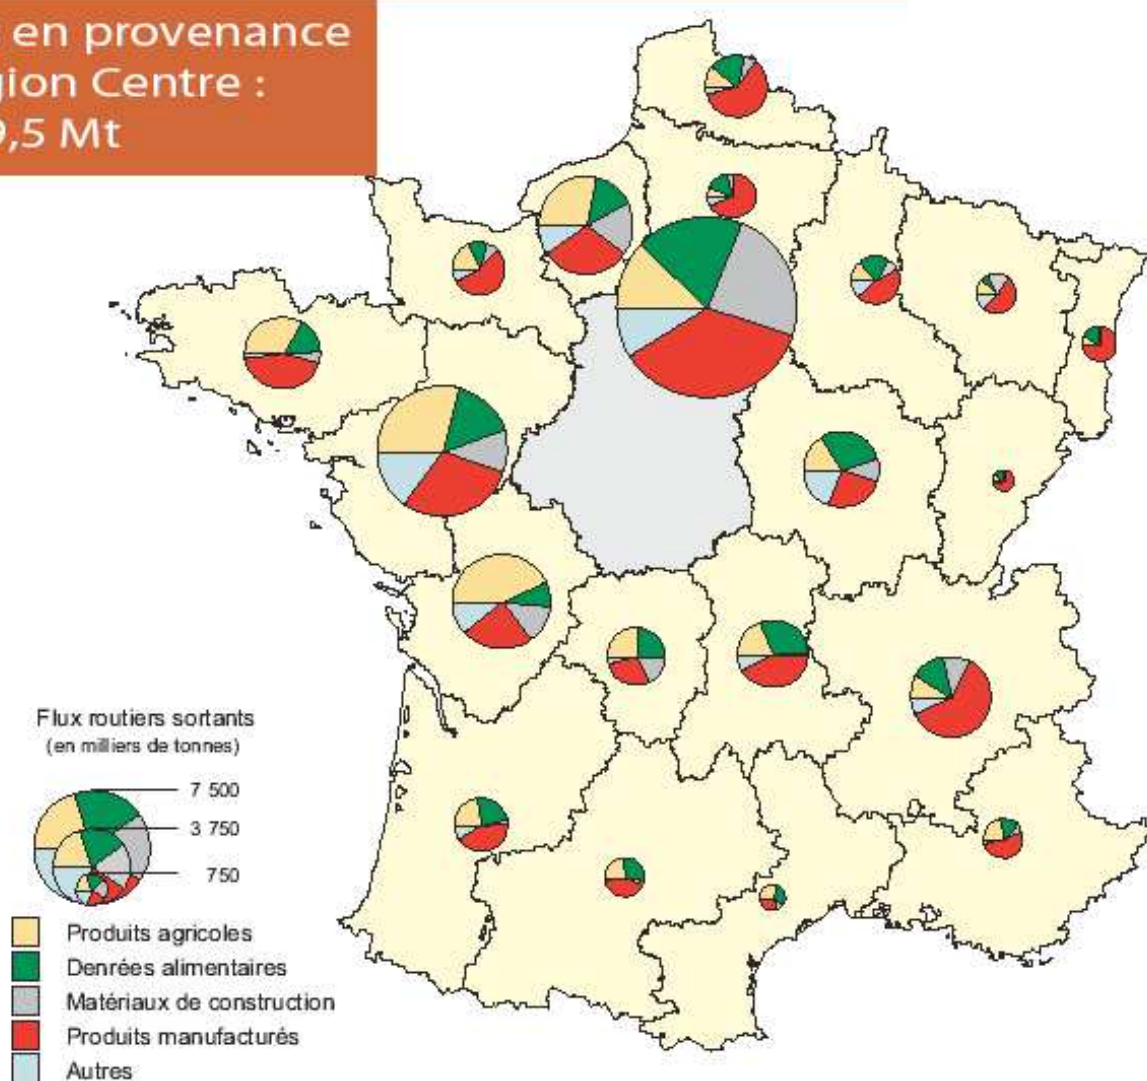 en provenance
gion Centre :
9,5 Mt
Flux routiers sortants
(en milliers de tonnes)
7 500
3 750
750
Produits agricoles
Denrées alimentaires
Matériaux de construction
Produits manufacturés
Autres